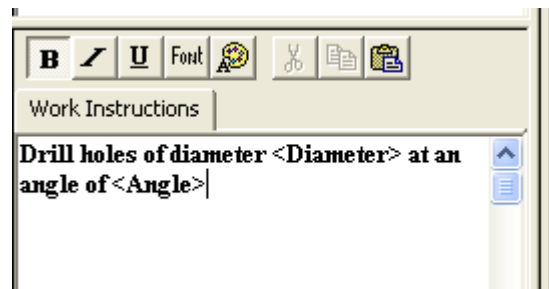 B I U Font A
Work Instructions
Drill holes of diameter <Diameter> at an
angle of <Angle>